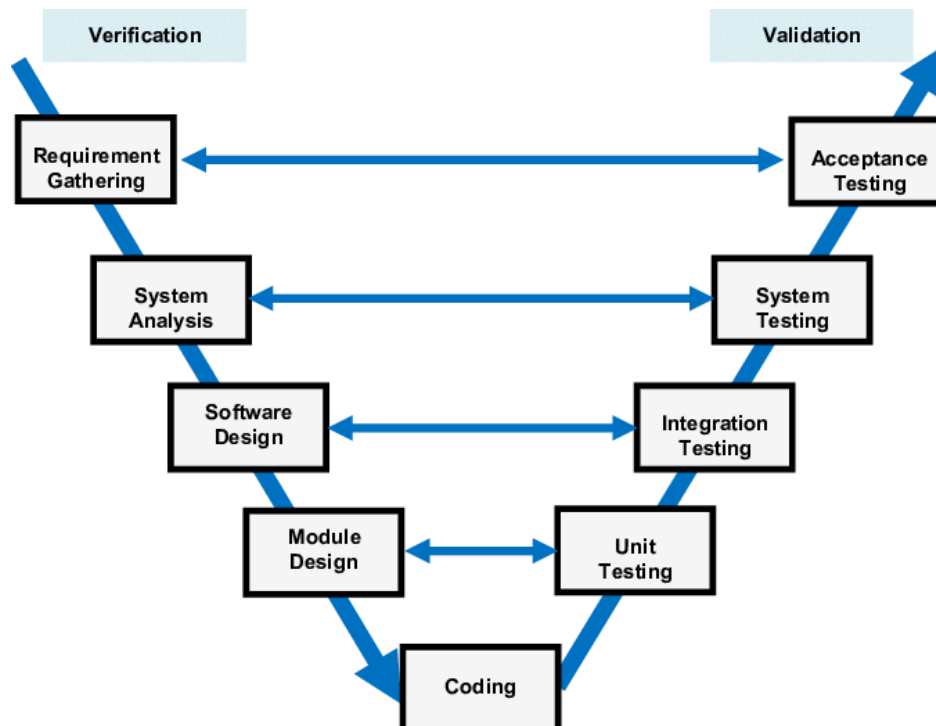 Verification
Validation
Requirement
Gathering
Acceptance
Testing
System
Analysis
System
Testing
Software
Design
Integration
Testing
Module
Design
Unit
Testing
Coding